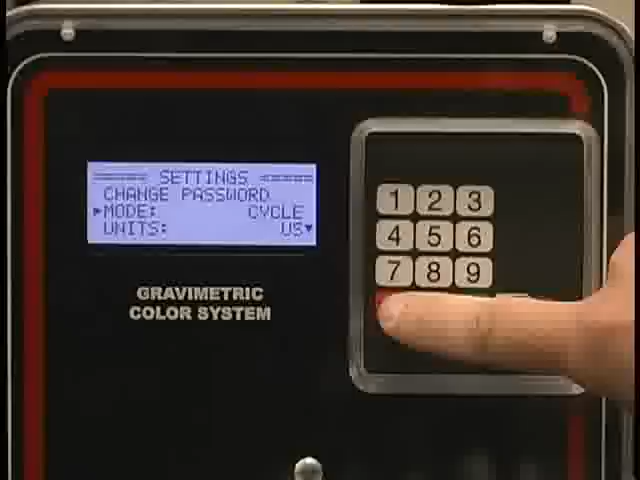 ===== SETTINGS =====
CHANGE PASSWORD
▶MODE: CYCLE
UNITS: US▼
GRAVIMETRIC
COLOR SYSTEM
1 2 3
4 5 6
7 8 9